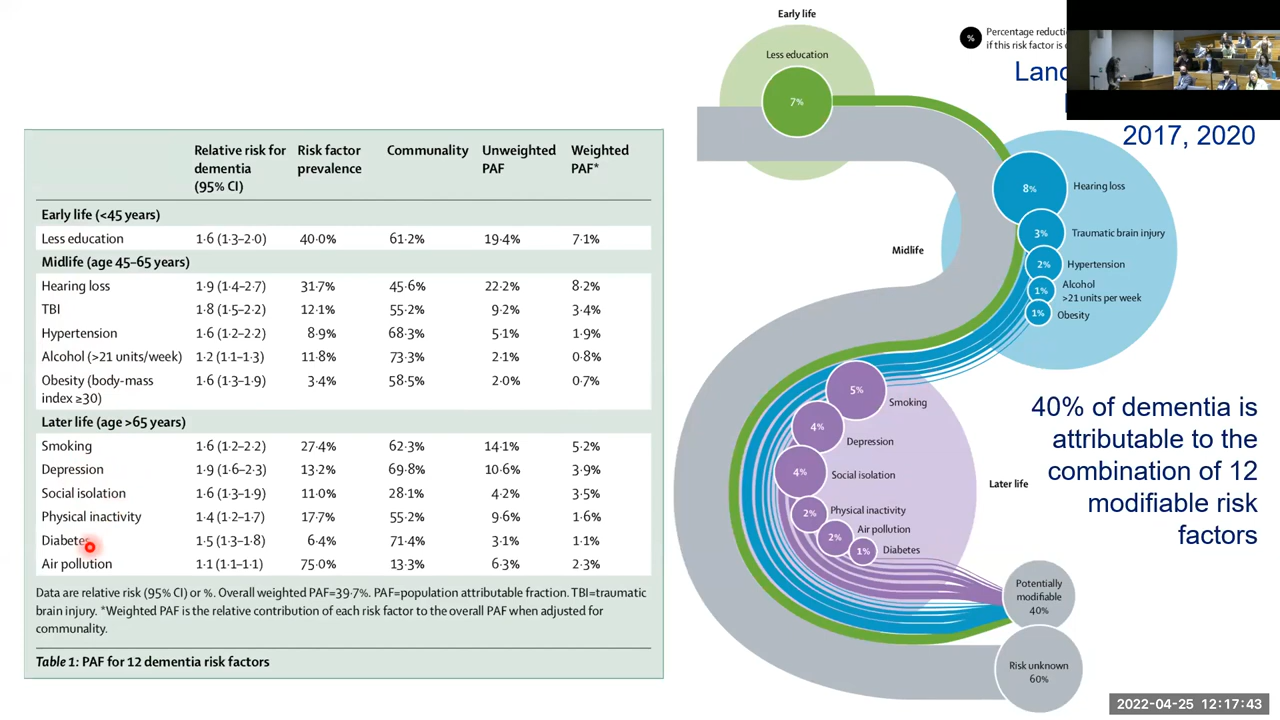 Relative risk for dementia (95% CI)
Risk factor prevalence
Communality
Unweighted PAF
Weighted PAF*
Early life (<45 years)
Less education 1·6 (1·3–2·0) 40·0% 61·2% 19·4% 7·1%
Midlife (age 45–65 years)
Hearing loss 1·9 (1·4–2·7) 31·7% 45·6% 22·2% 8·2%
TBI 1·8 (1·5–2·2) 12·1% 55·2% 9·2% 3·4%
Hypertension 1·6 (1·2–2·2) 8·9% 68·3% 5·1% 1·9%
Alcohol (>21 units/week) 1·2 (1·1–1·3) 11·8% 73·3% 2·1% 0·8%
Obesity (body-mass 1·6 (1·3–1·9) 3·4% 58·5% 2·0% 0·7%
index ≥30)
Later life (age >65 years)
Smoking 1·6 (1·2–2·2) 27·4% 62·3% 14·1% 5·2%
Depression 1·9 (1·6–2·3) 13·2% 69·8% 10·6% 3·9%
Social isolation 1·6 (1·3–1·9) 11·0% 28·1% 4·2% 3·5%
Physical inactivity 1·4 (1·2–1·7) 17·7% 55·2% 9·6% 1·6%
Diabetes 1·5 (1·3–1·8) 6·4% 71·4% 3·1% 1·1%
Air pollution 1·1 (1·1–1·1) 75·0% 13·3% 6·3% 2·3%
Data are relative risk (95% CI) or %. Overall weighted PAF=39·7%. PAF=population attributable fraction. TBI=traumatic
brain injury. *Weighted PAF is the relative contribution of each risk factor to the overall PAF when adjusted for
communality.
Table 1: PAF for 12 dementia risk factors
Early life
Less education
7%
%
Percentage
if this risk factor is
2017, 2020
8%
Hearing loss
3%
Traumatic brain injury
Midlife
2%
Hypertension
1%
Alcohol
>21 units per week
1%
Obesity
5%
Smoking
4%
Depression
4%
Social isolation
Later life
2%
Physical inactivity
2%
Air pollution
1%
Diabetes
Potentially
modifiable
40%
Risk unknown
60%
40% of dementia is
attributable to the
combination of 12
modifiable risk
factors
2022-04-25 12:17:43